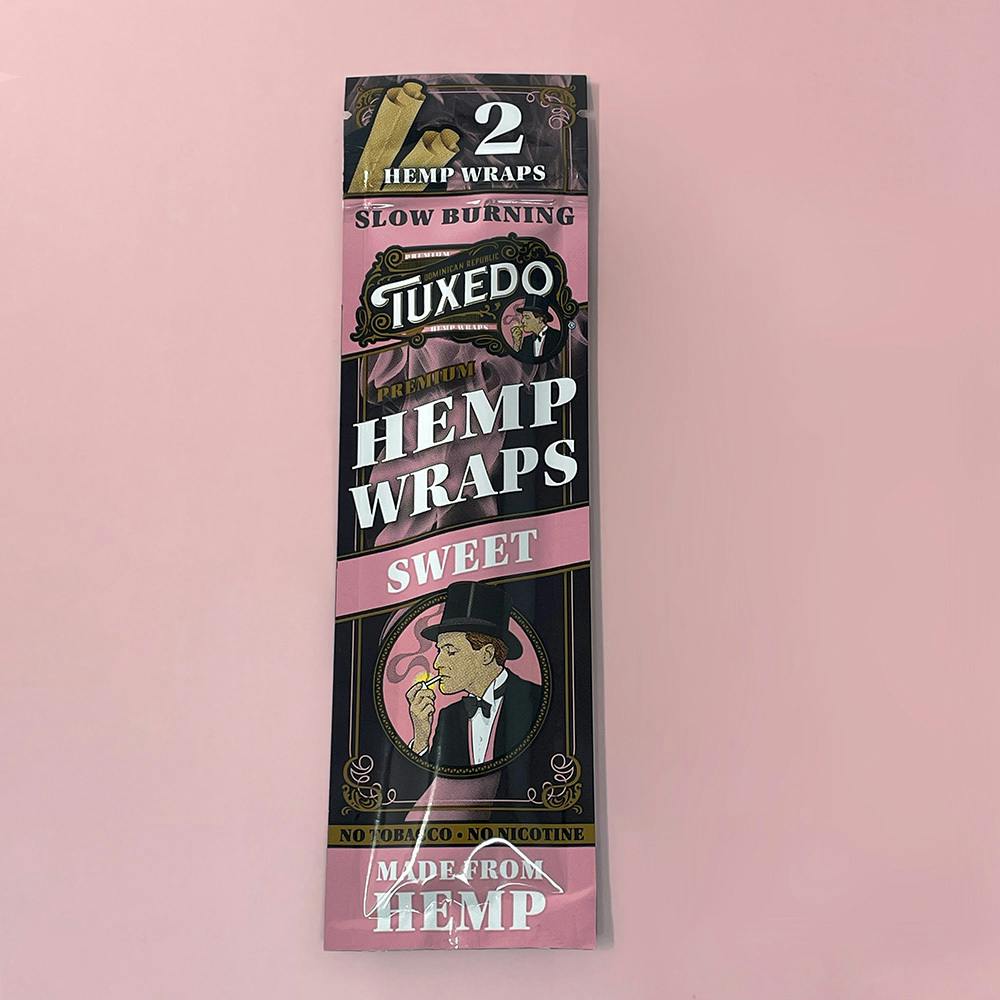 2
HEMP WRAPS
SLOW BURNING
PREMIUM
DOMINICAN REPUBLIC
TUXEDO
HEMP WRAPS
®
PREMIUM
HEMP
WRAPS
SWEET
NO TOBACCO • NO NICOTINE
MADE FROM
HEMP